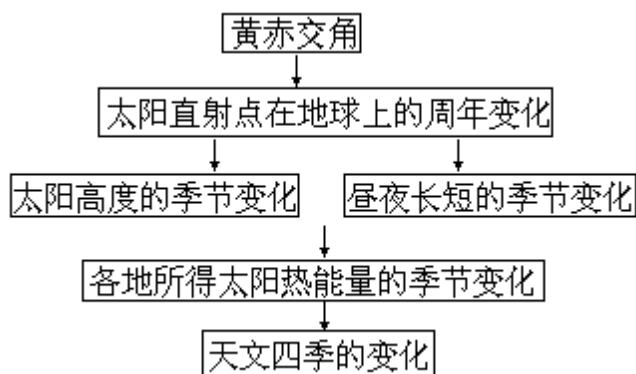 黄赤交角
太阳直射点在地球上的周年变化
太阳高度的季节变化
昼夜长短的季节变化
各地所得太阳热能量的季节变化
天文四季的变化